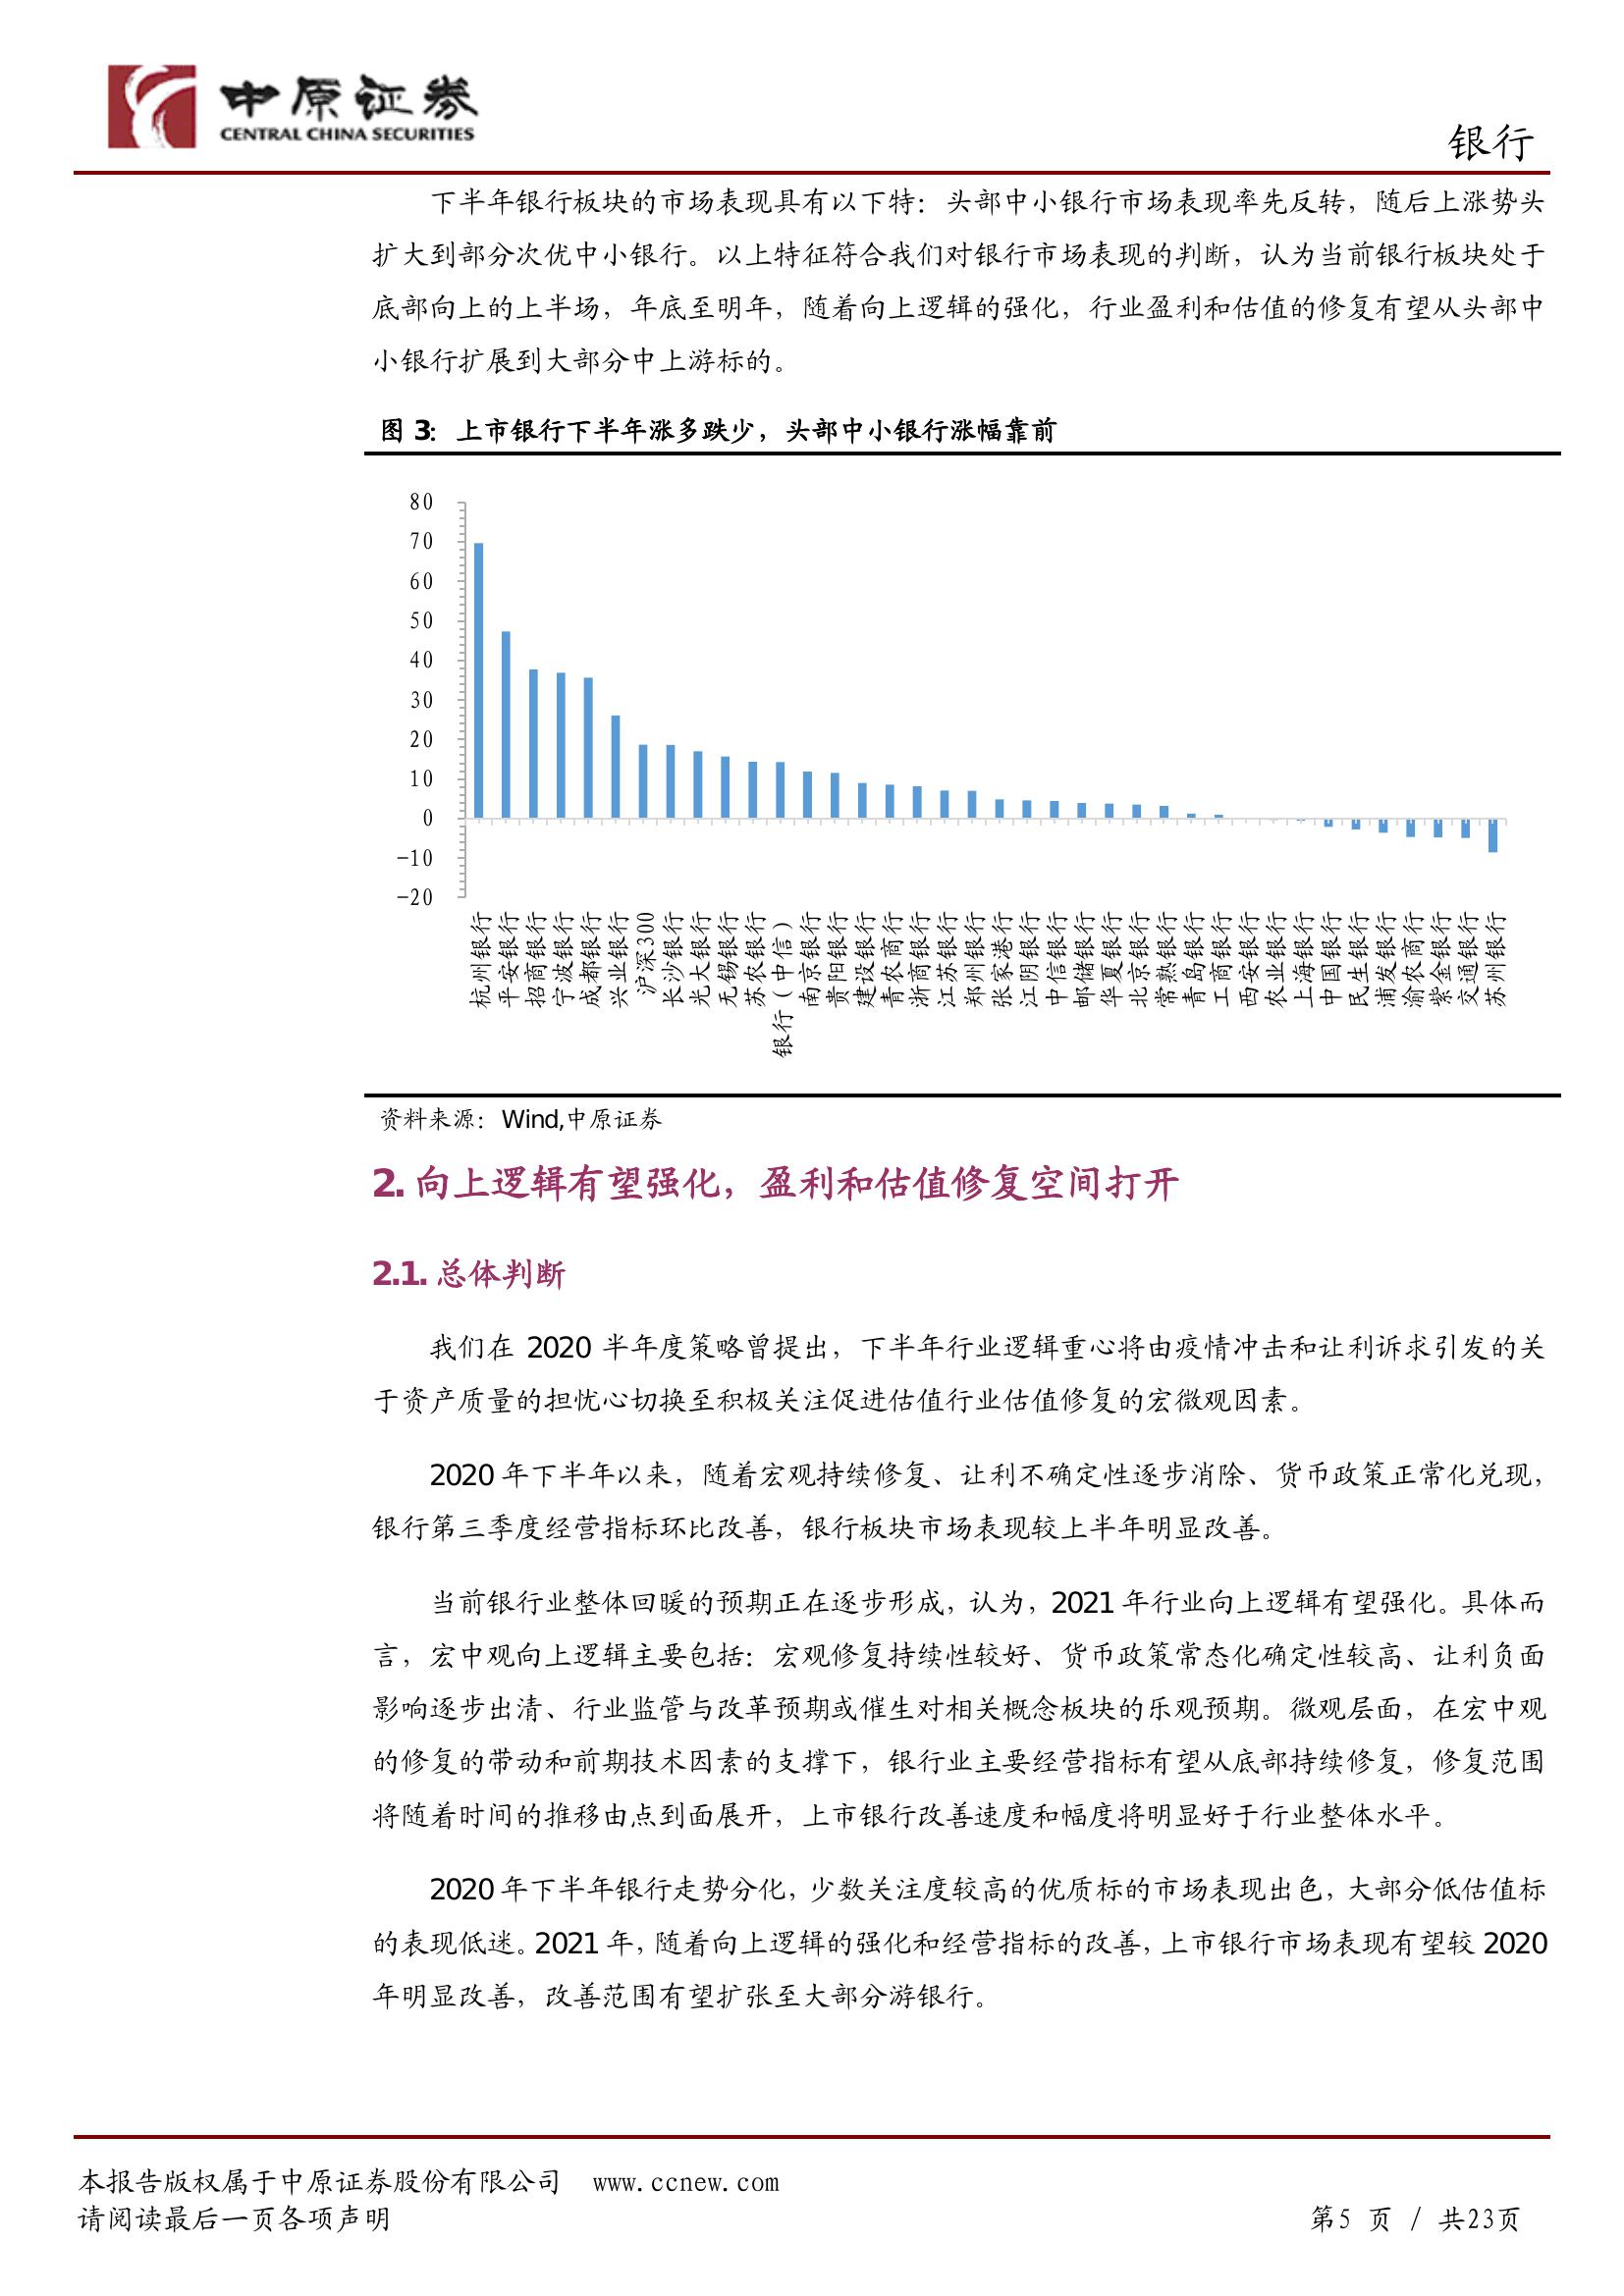 中原证券
CENTRAL CHINA SECURITIES
银行
下半年银行板块的市场表现具有以下特：头部中小银行市场表现率先反转，随后上涨势头
扩大到部分次优中小银行。以上特征符合我们对银行市场表现的判断，认为当前银行板块处于
底部向上的上半场，年底至明年，随着向上逻辑的强化，行业盈利和估值的修复有望从头部中
小银行扩展到大部分中上游标的。
图 3：上市银行下半年涨多跌少，头部中小银行涨幅靠前
80
70
60
50
40
30
20
10
0
-10
-20
杭州银行
平安银行
招商银行
宁波银行
成都银行
兴业银行
沪深300
长沙银行
光大银行
无锡银行
苏农银行
银行（中信）
南京银行
贵阳银行
建设银行
青农商行
浙商银行
江苏银行
郑州银行
张家港行
江阴银行
中信银行
邮储银行
华夏银行
北京银行
常熟银行
青岛银行
工商银行
西安银行
农业银行
上海银行
中国银行
民生银行
浦发银行
渝农商行
紫金银行
交通银行
苏州银行
资料来源：Wind,中原证券
2. 向上逻辑有望强化，盈利和估值修复空间打开
2.1. 总体判断
我们在 2020 半年度策略曾提出，下半年行业逻辑重心将由疫情冲击和让利诉求引发的关
于资产质量的担忧心切换至积极关注促进估值行业估值修复的宏微观因素。
2020 年下半年以来，随着宏观持续修复、让利不确定性逐步消除、货币政策正常化兑现，
银行第三季度经营指标环比改善，银行板块市场表现较上半年明显改善。
当前银行业整体回暖的预期正在逐步形成，认为，2021 年行业向上逻辑有望强化。具体而
言，宏中观向上逻辑主要包括：宏观修复持续性较好、货币政策常态化确定性较高、让利负面
影响逐步出清、行业监管与改革预期或催生对相关概念板块的乐观预期。微观层面，在宏中观
的修复的带动和前期技术因素的支撑下，银行业主要经营指标有望从底部持续修复，修复范围
将随着时间的推移由点到面展开，上市银行改善速度和幅度将明显好于行业整体水平。
2020 年下半年银行走势分化，少数关注度较高的优质标的市场表现出色，大部分低估值标
的表现低迷。2021 年，随着向上逻辑的强化和经营指标的改善，上市银行市场表现有望较 2020
年明显改善，改善范围有望扩张至大部分游银行。
本报告版权属于中原证券股份有限公司 www.ccnew.com
请阅读最后一页各项声明
第5 页 / 共23页